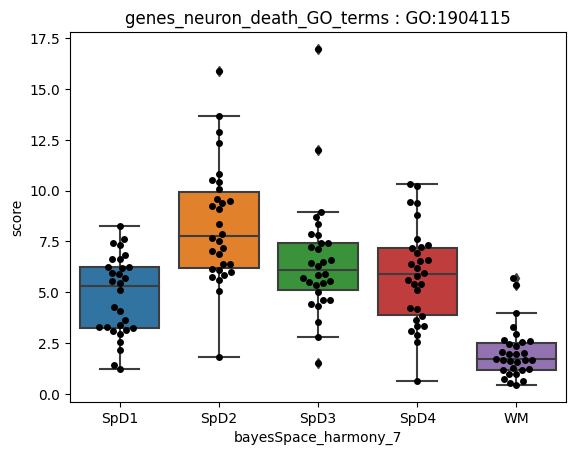 genes_neuron_death_GO_terms : GO:1904115
17.5
15.0
12.5
10.0
7.5
5.0
2.5
0.0
score
SpD1 SpD2 SpD3 SpD4 WM
bayesSpace_harmony_7